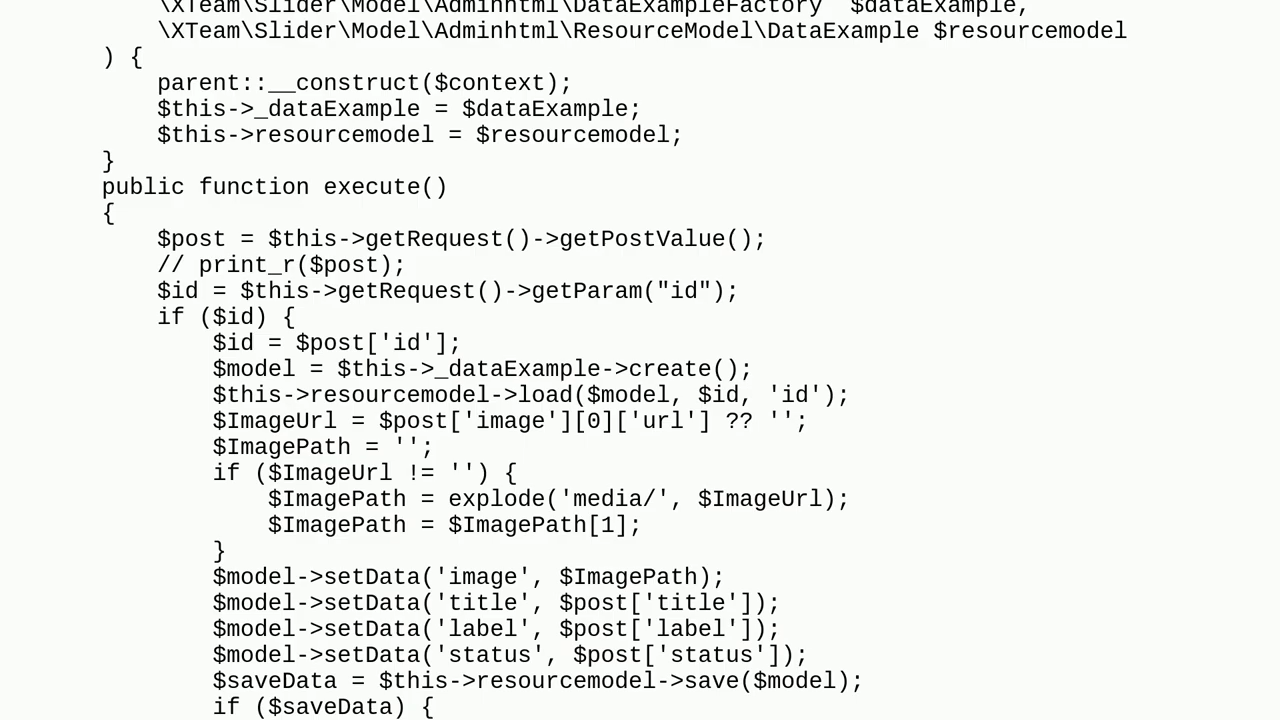 \XTeam\Slider\Model\Adminhtml\DataExampleFactory  $dataExample,
\XTeam\Slider\Model\Adminhtml\ResourceModel\DataExample $resourcemodel
) {
parent::__construct($context);
$this->_dataExample = $dataExample;
$this->resourcemodel = $resourcemodel;
}
public function execute()
{
$post = $this->getRequest()->getPostValue();
// print_r($post);
$id = $this->getRequest()->getParam("id");
if ($id) {
$id = $post['id'];
$model = $this->_dataExample->create();
$this->resourcemodel->load($model, $id, 'id');
$ImageUrl = $post['image'][0]['url'] ?? '';
$ImagePath = '';
if ($ImageUrl != '') {
$ImagePath = explode('media/', $ImageUrl);
$ImagePath = $ImagePath[1];
}
$model->setData('image', $ImagePath);
$model->setData('title', $post['title']);
$model->setData('label', $post['label']);
$model->setData('status', $post['status']);
$saveData = $this->resourcemodel->save($model);
if ($saveData) {